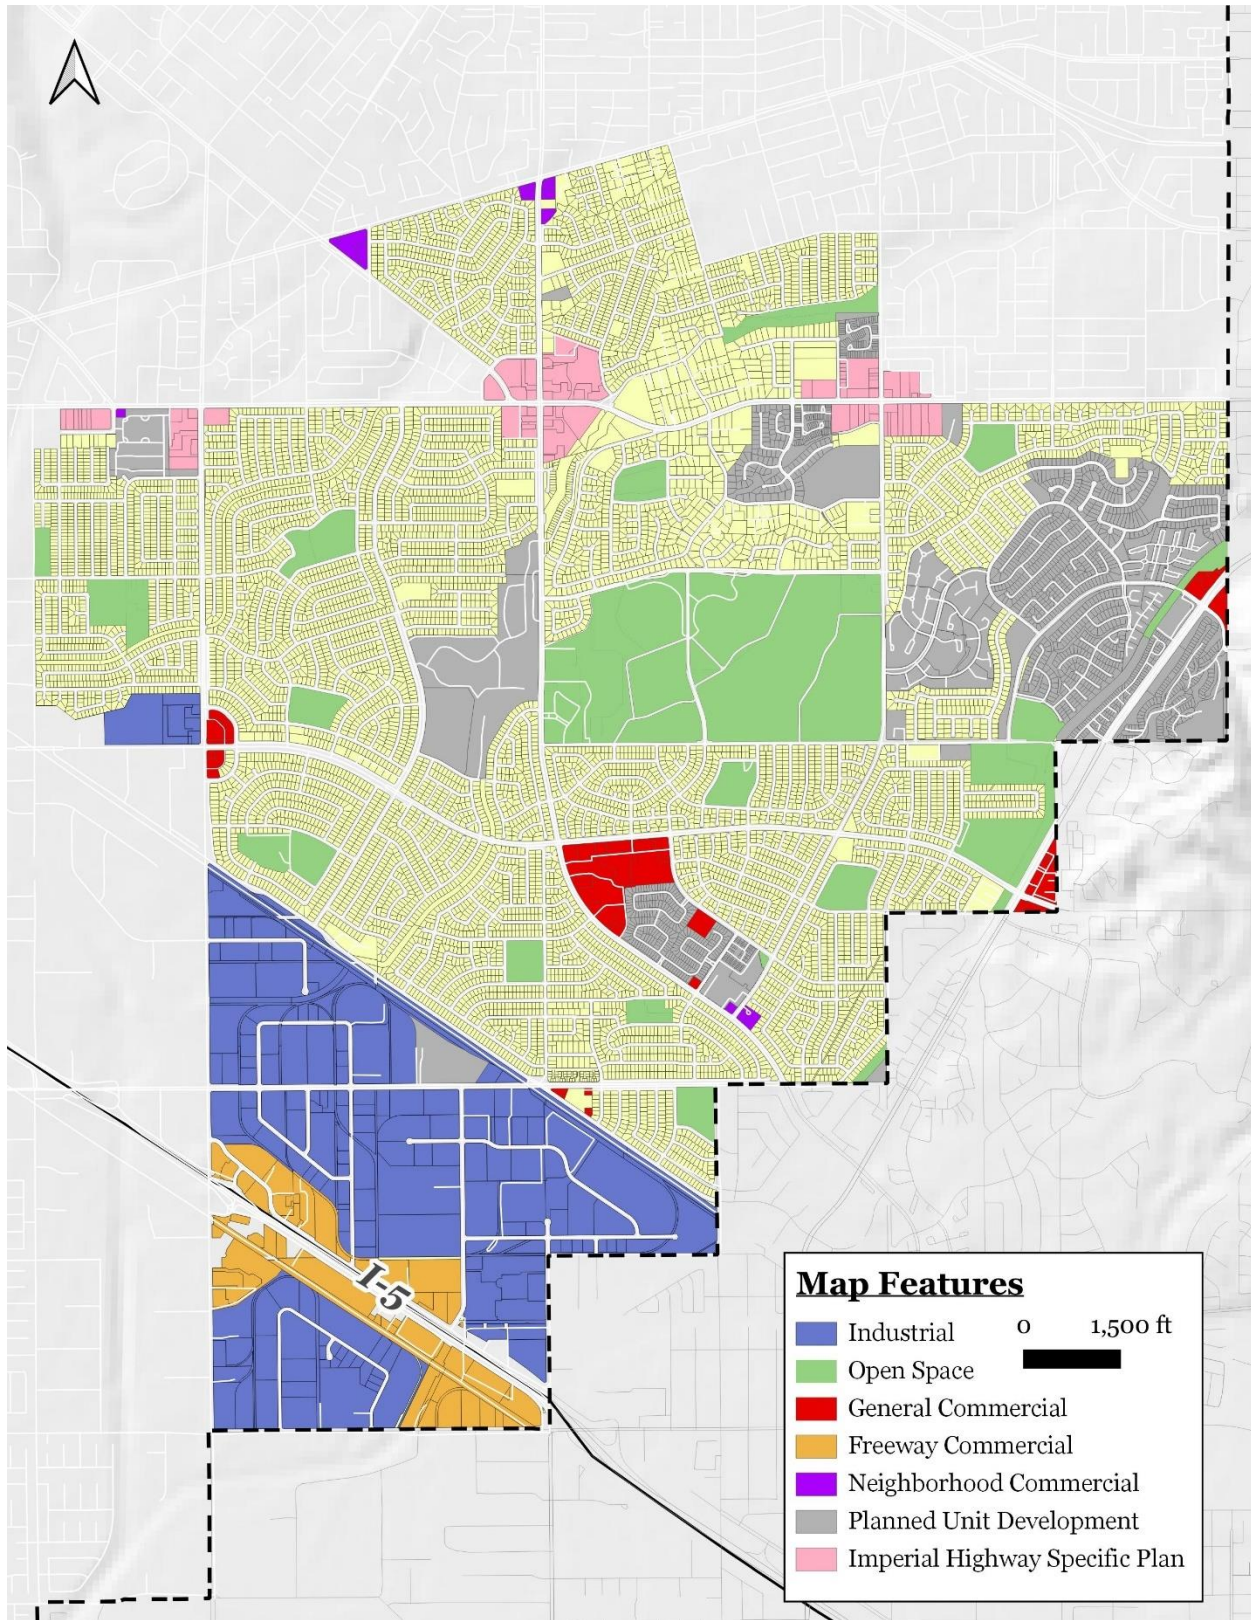 I-5
Map Features
0 1,500 ft
Industrial
Open Space
General Commercial
Freeway Commercial
Neighborhood Commercial
Planned Unit Development
Imperial Highway Specific Plan